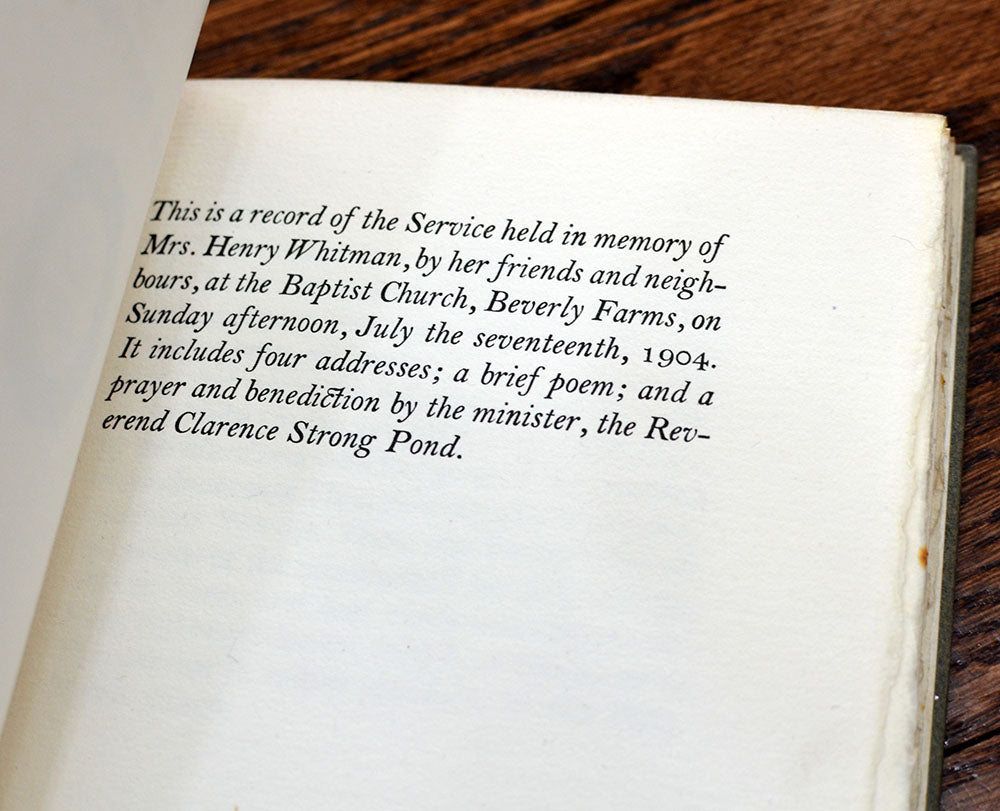 This is a record of the Service held in memory of
Mrs. Henry Whitman, by her friends and neigh-
bours, at the Baptist Church, Beverly Farms, on
Sunday afternoon, July the seventeenth, 1904.
It includes four addresses; a brief poem; and a
prayer and benediction by the minister, the Rev-
erend Clarence Strong Pond.